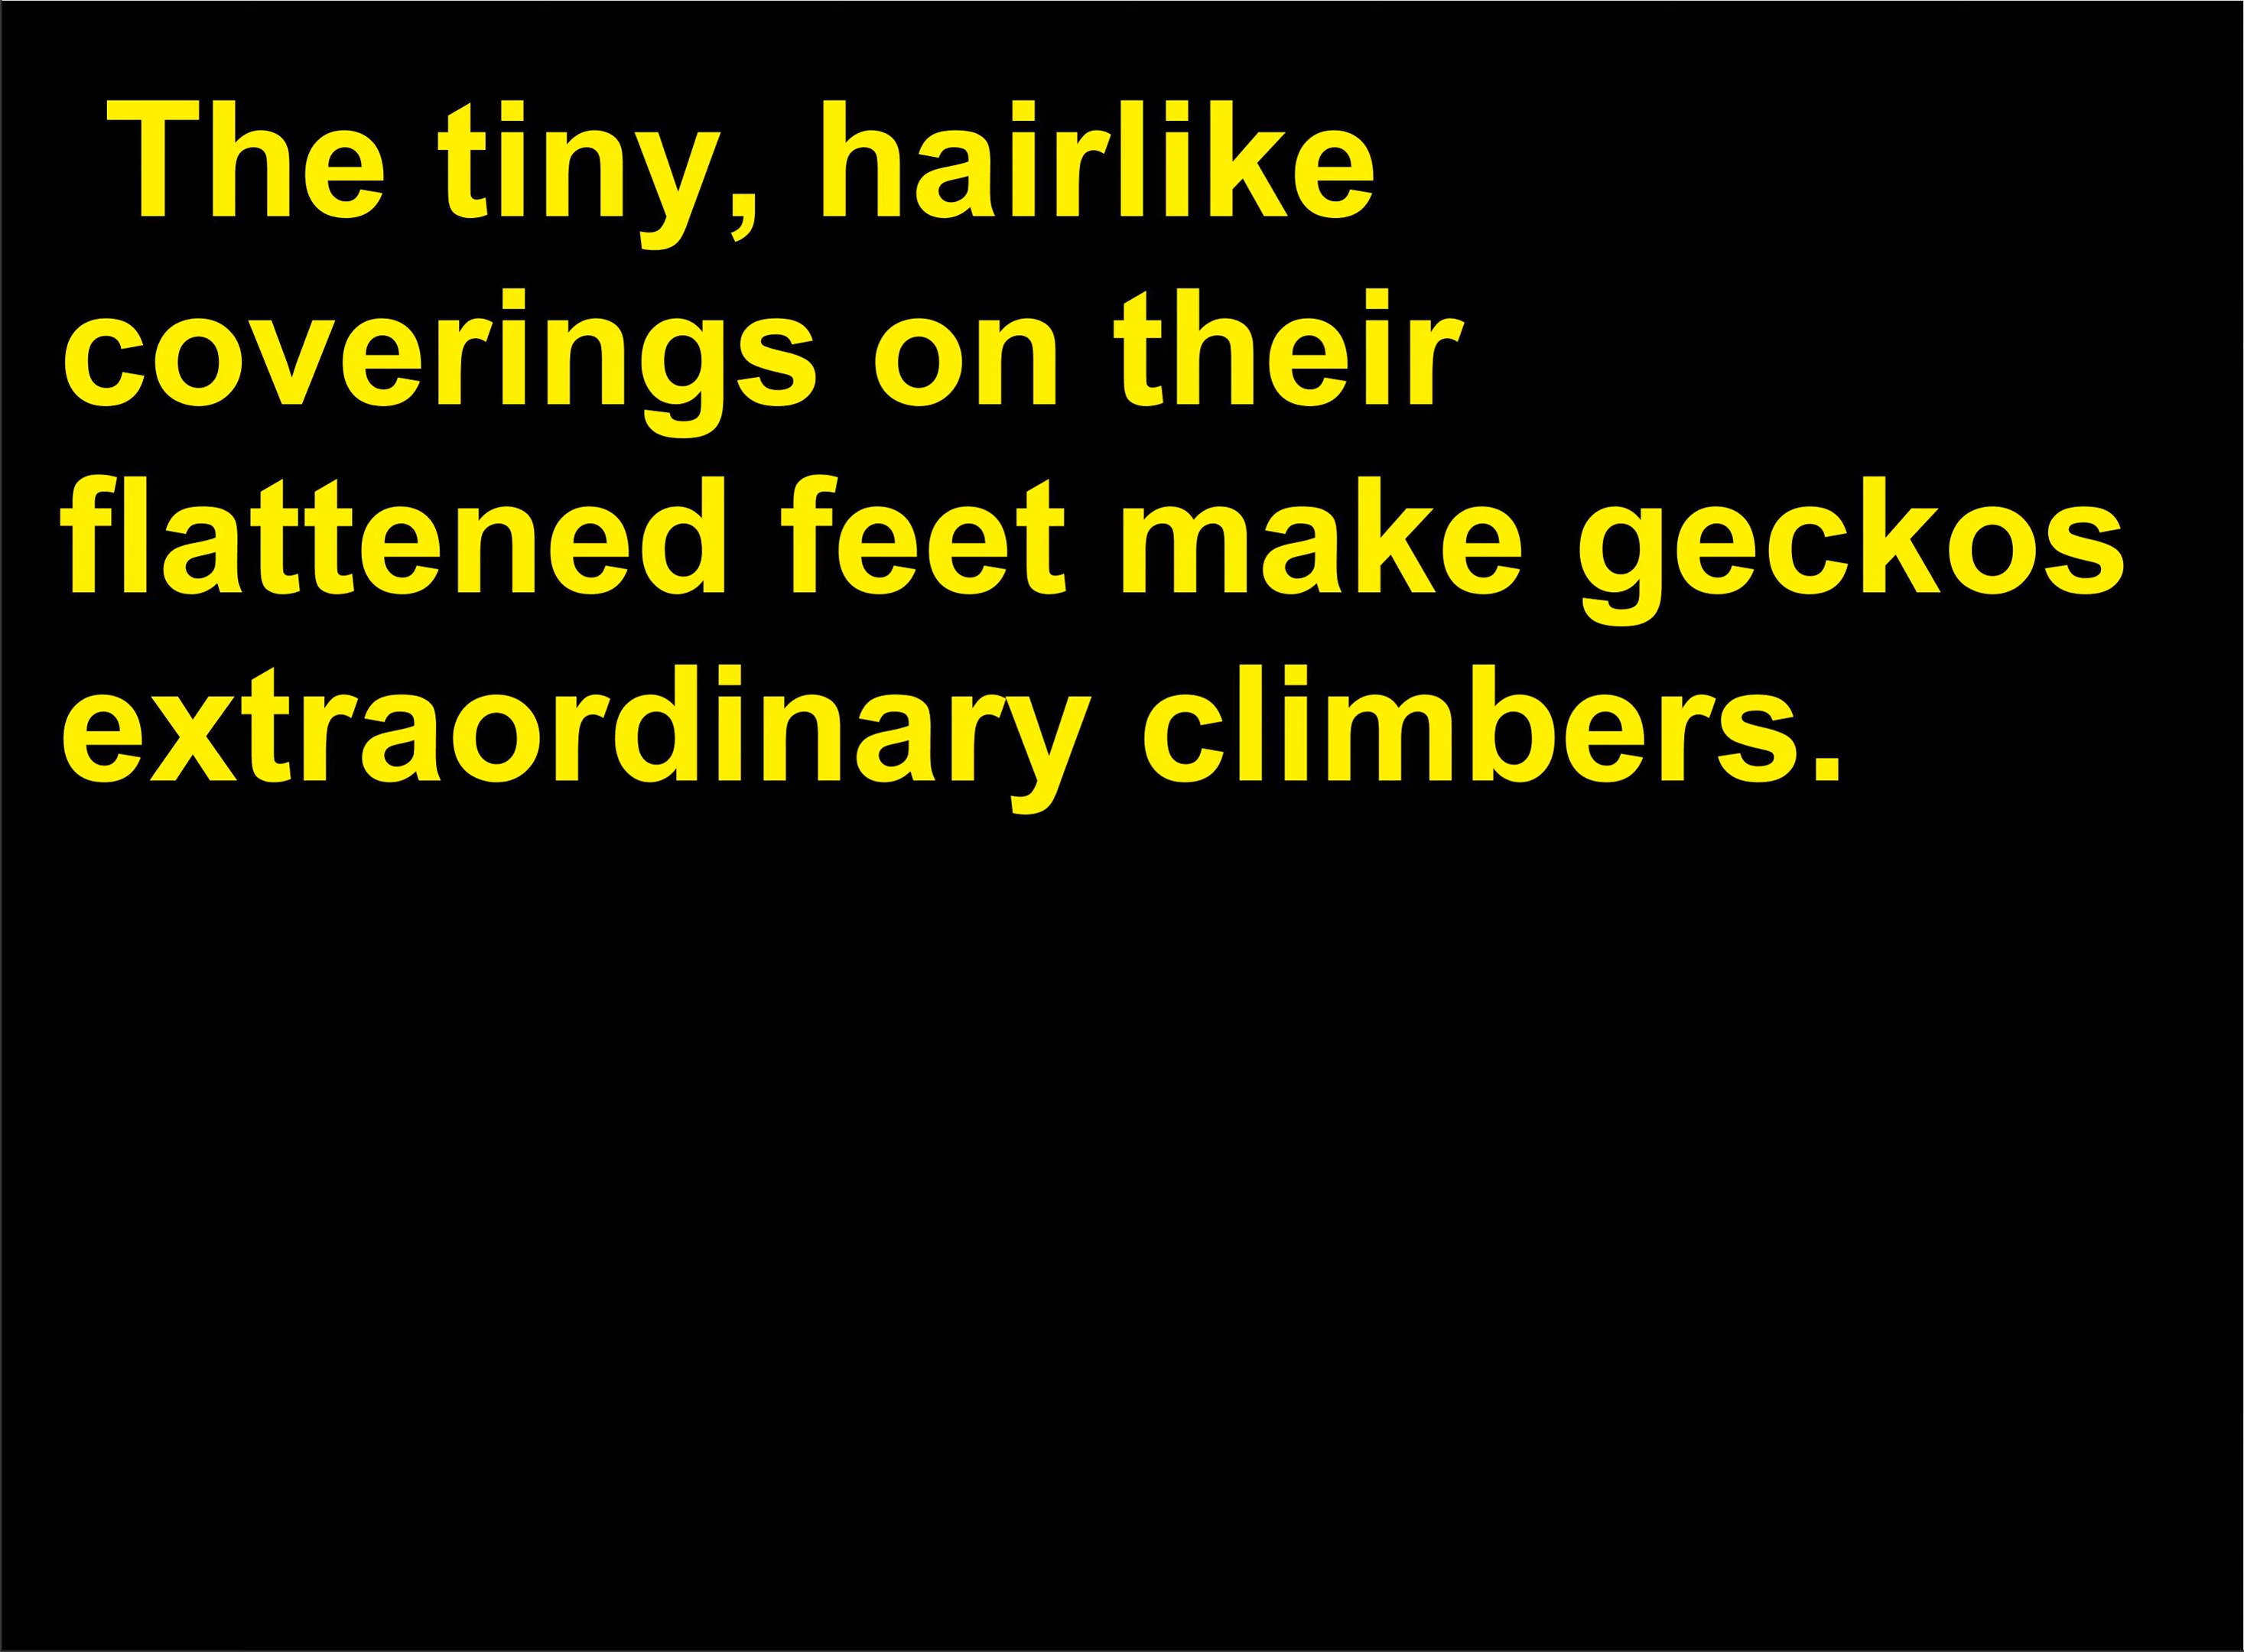 The tiny, hairlike
coverings on their
flattened feet make geckos
extraordinary climbers.